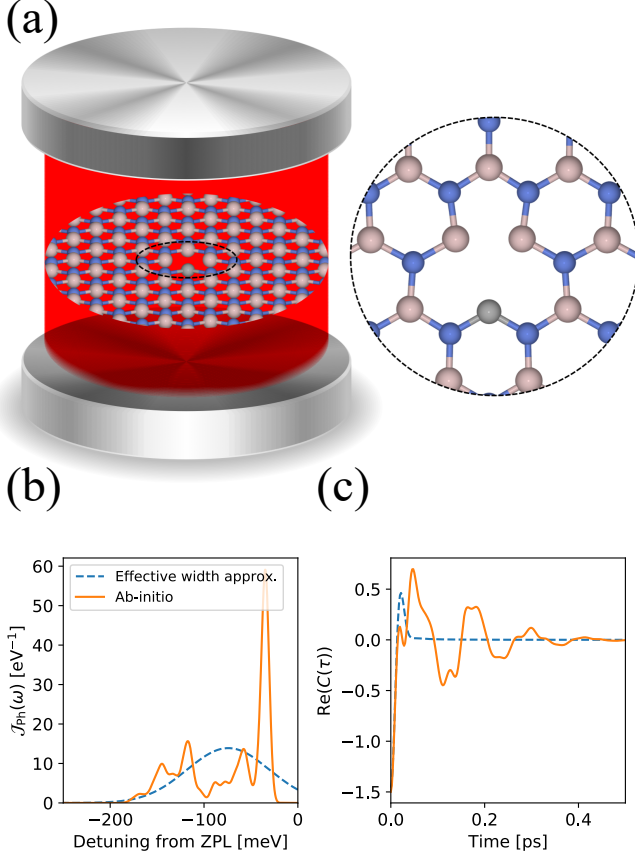 (a)
(b)
(c)
60
50
40
30
20
10
0
𝒥Ph(ω) [eV⁻¹]
Effective width approx.
Ab-initio
−200
−100
0
Detuning from ZPL [meV]
0.5
0.0
−0.5
−1.0
−1.5
Re(C(τ))
0.0
0.2
0.4
Time [ps]